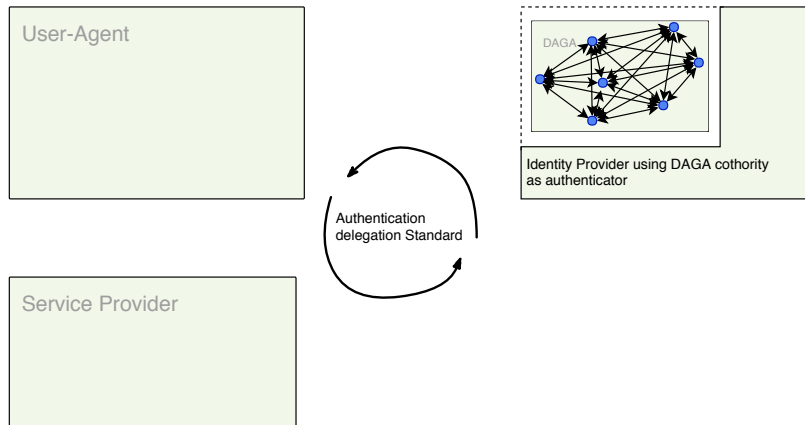 User-Agent
DAGA
Identity Provider using DAGA cothority
as authenticator
Authentication
delegation Standard
Service Provider